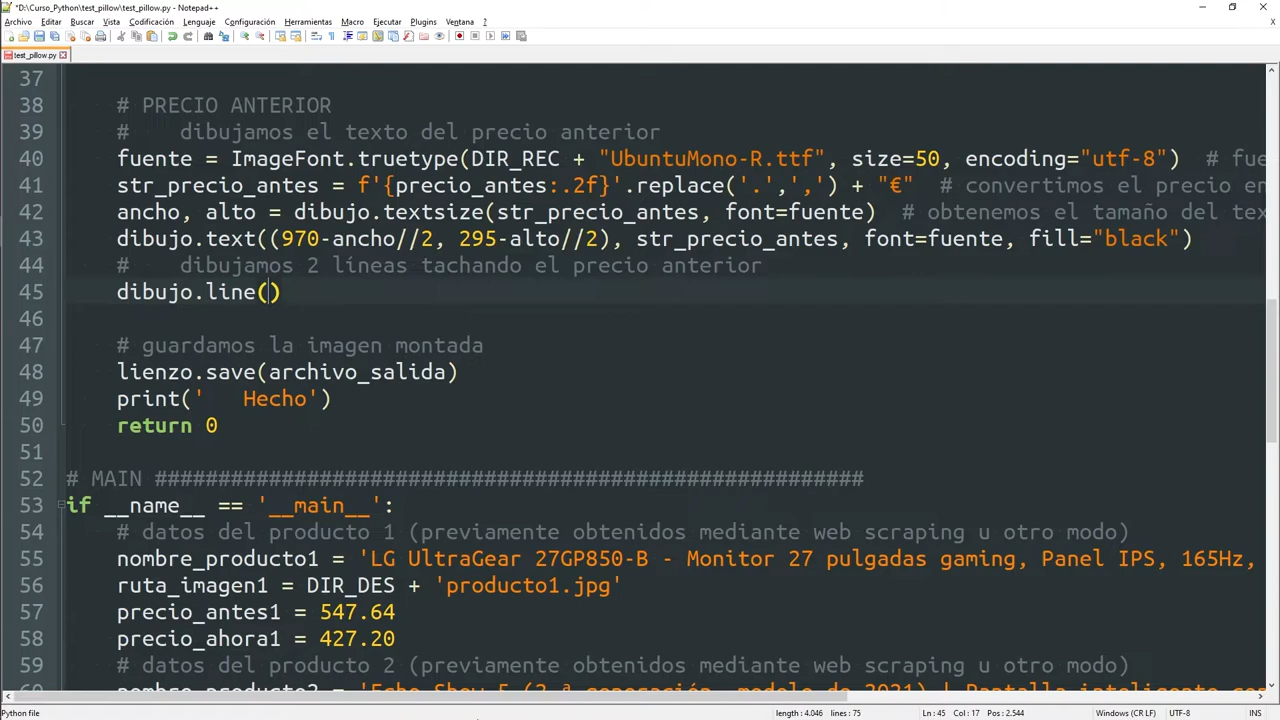 *D:\Curso_Python\test_pillow\test_pillow.py - Notepad++
Archivo Editar Buscar Vista Codificación Lenguaje Configuración Herramientas Macro Ejecutar Plugins Ventana ?
test_pillow.py
37
38 # PRECIO ANTERIOR
39 # dibujamos el texto del precio anterior
40 fuente = ImageFont.truetype(DIR_REC + "UbuntuMono-R.ttf", size=50, encoding="utf-8") # fue
41 str_precio_antes = f'{precio_antes:.2f}'.replace('.',',') + "€" # convertimos el precio en
42 ancho, alto = dibujo.textsize(str_precio_antes, font=fuente) # obtenemos el tamaño del tex
43 dibujo.text((970-ancho//2, 295-alto//2), str_precio_antes, font=fuente, fill="black")
44 # dibujamos 2 líneas tachando el precio anterior
45 dibujo.line()
46
47 # guardamos la imagen montada
48 lienzo.save(archivo_salida)
49 print('   Hecho')
50 return 0
51
52 # MAIN ########################################################
53 if __name__ == '__main__':
54 # datos del producto 1 (previamente obtenidos mediante web scraping u otro modo)
55 nombre_producto1 = 'LG UltraGear 27GP850-B - Monitor 27 pulgadas gaming, Panel IPS, 165Hz,
56 ruta_imagen1 = DIR_DES + 'producto1.jpg'
57 precio_antes1 = 547.64
58 precio_ahora1 = 427.20
59 # datos del producto 2 (previamente obtenidos mediante web scraping u otro modo)
Python file length : 4.046 lines : 75 Ln : 45 Col : 17 Pos : 2.544 Windows (CR LF) UTF-8 INS